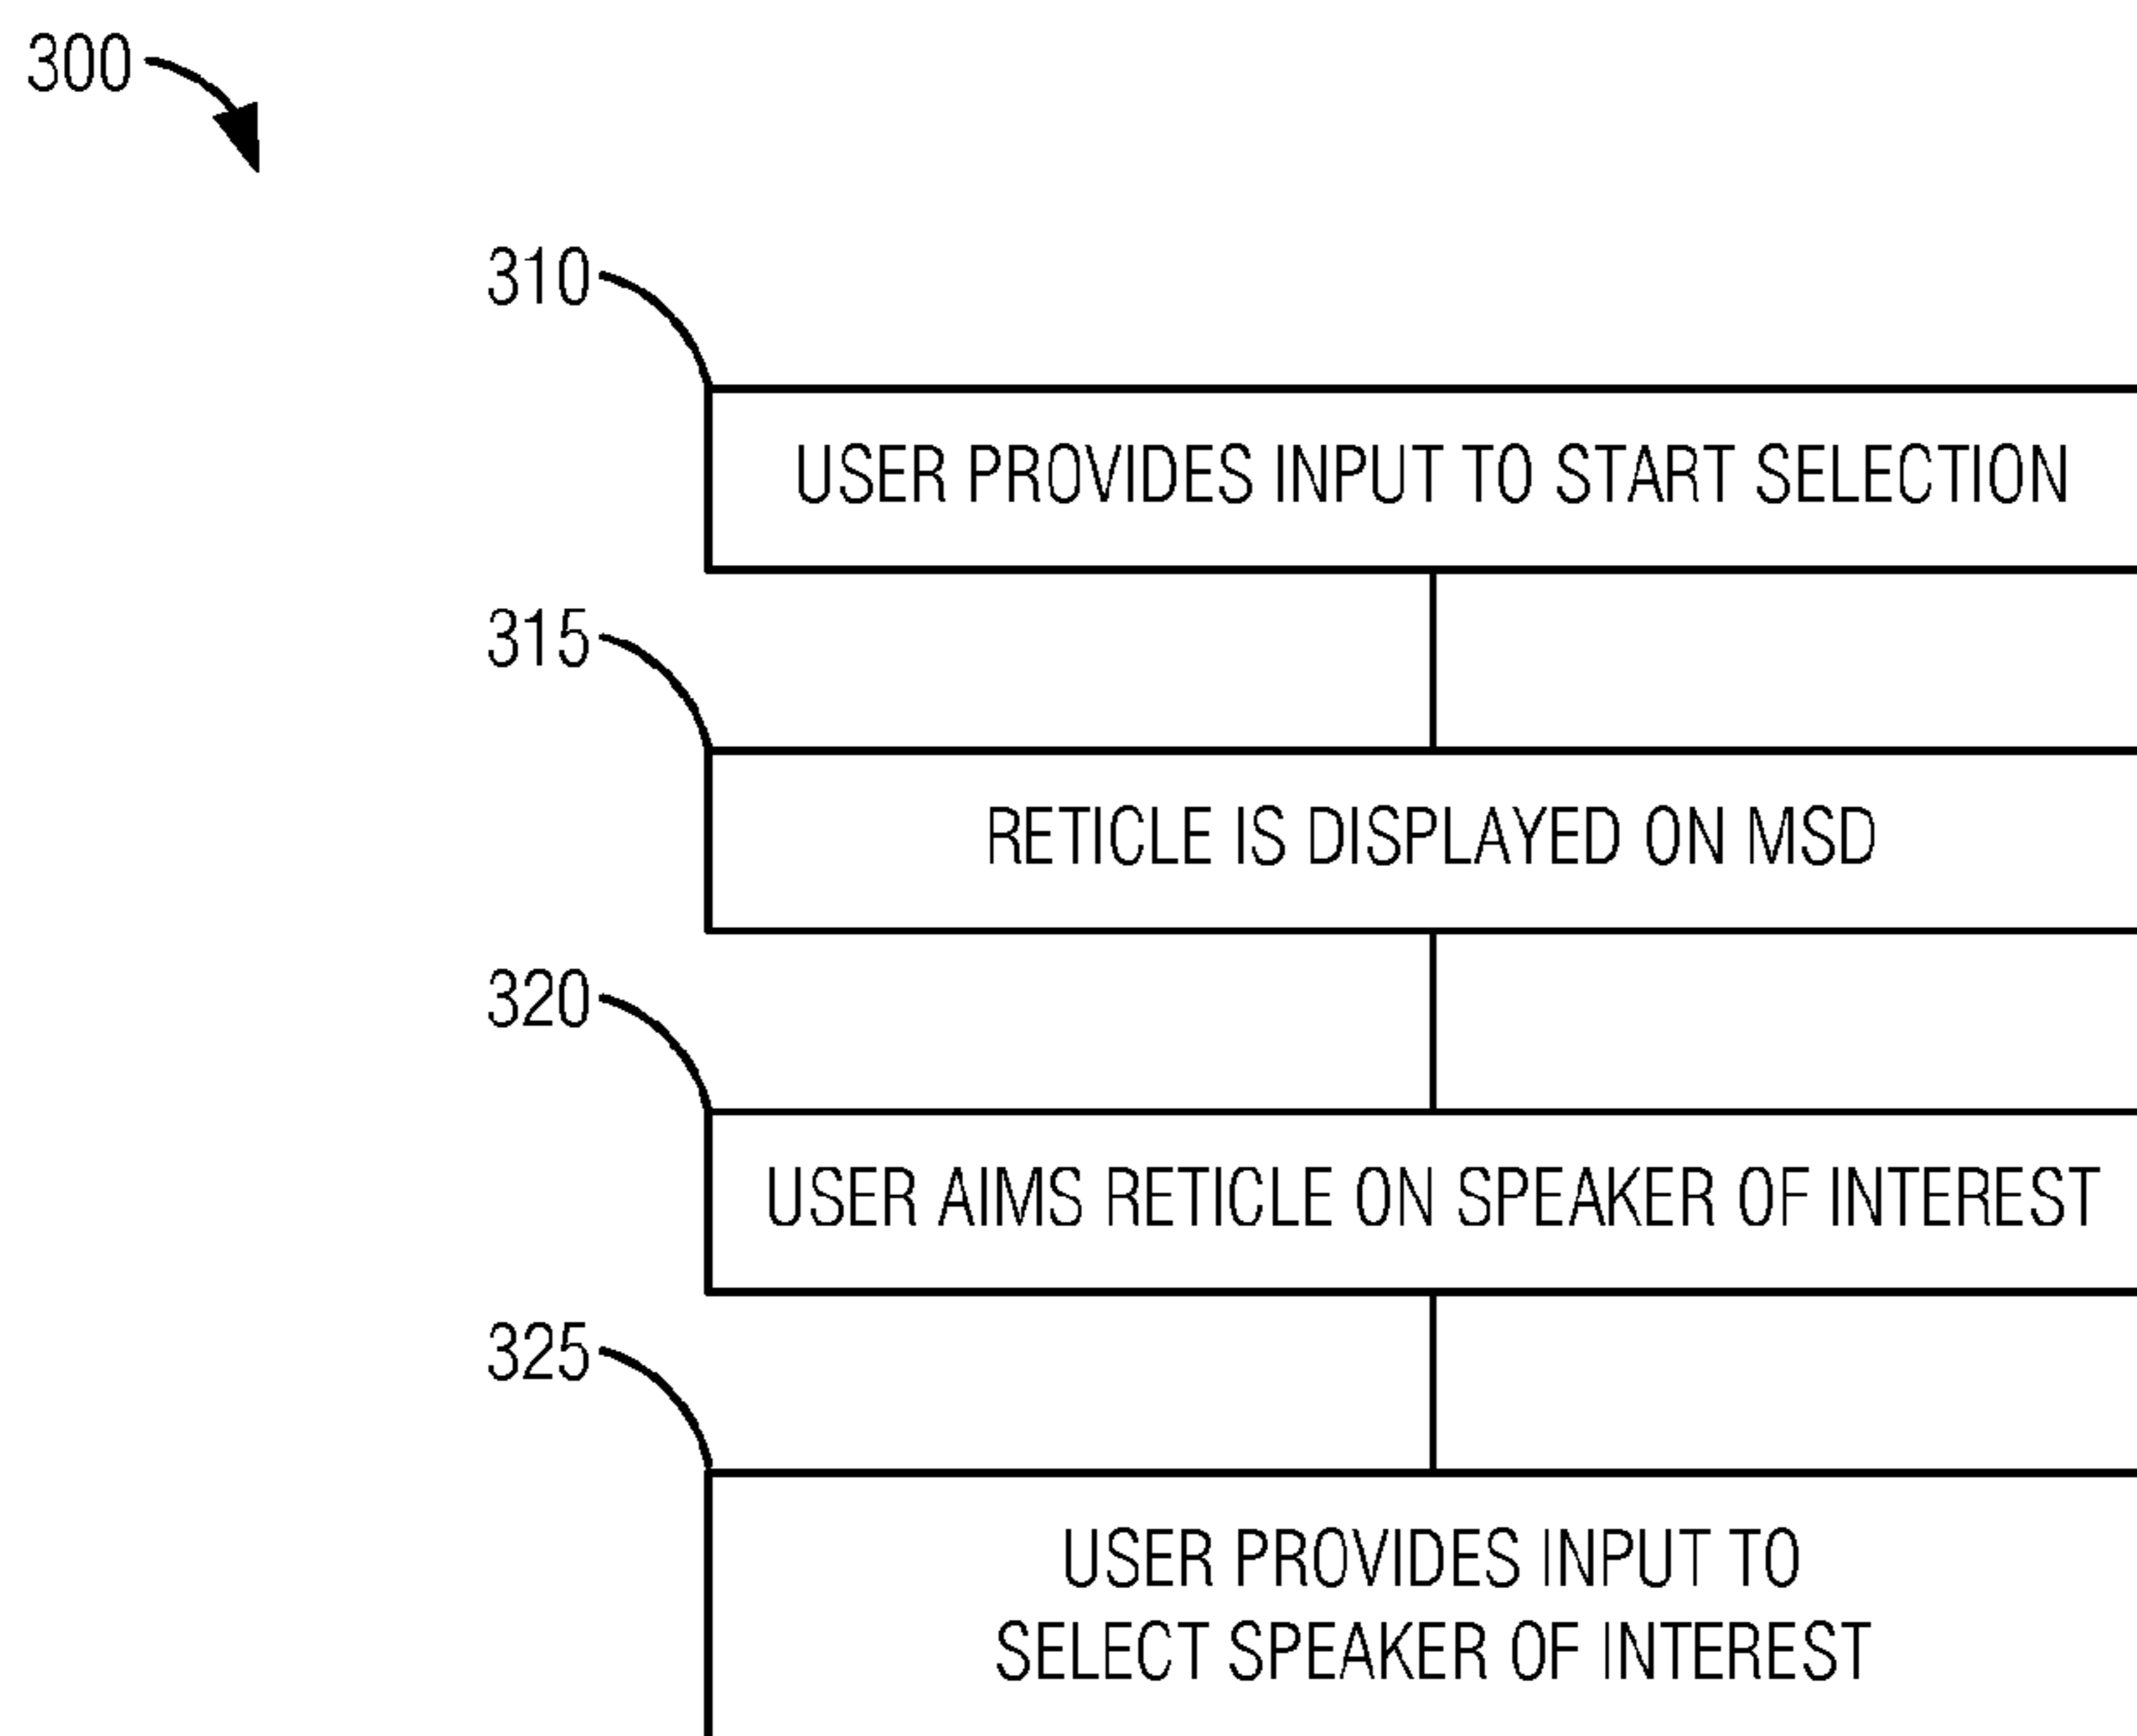 300
310
USER PROVIDES INPUT TO START SELECTION
315
RETICLE IS DISPLAYED ON MSD
320
USER AIMS RETICLE ON SPEAKER OF INTEREST
325
USER PROVIDES INPUT TO
SELECT SPEAKER OF INTEREST